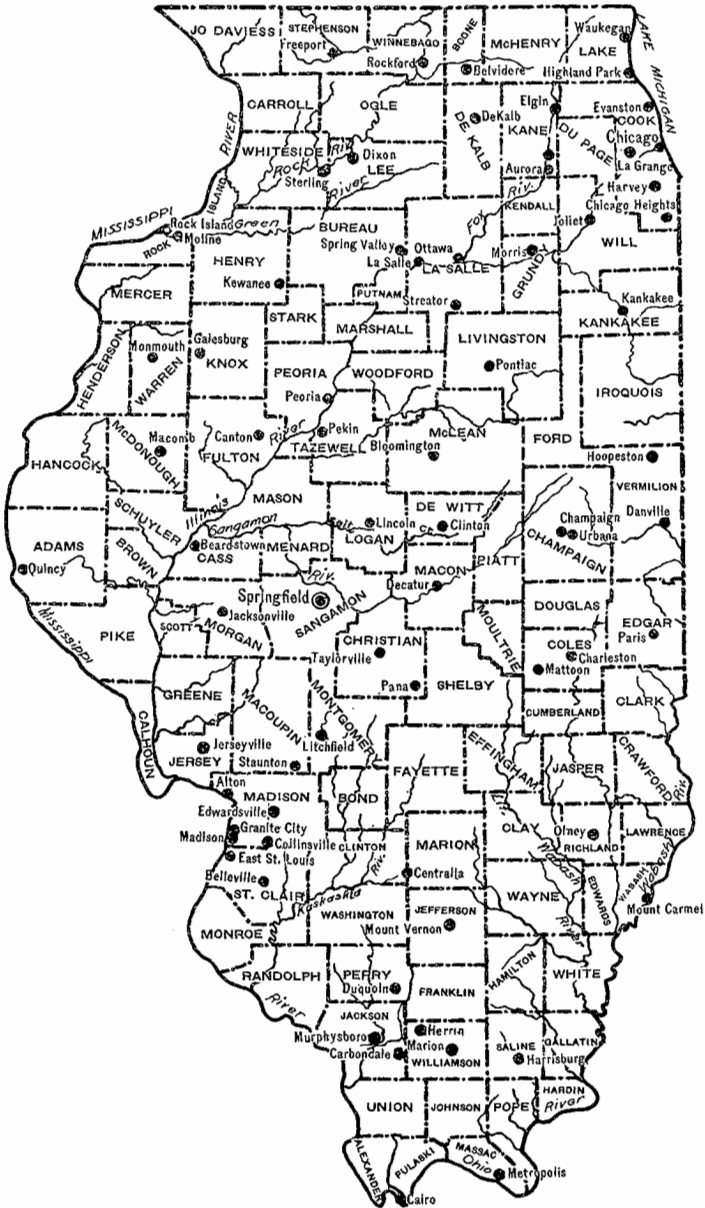 JO DAVIESS
STEPHENSON
Freeport
WINNEBAGO
Rockford
BOONE
Belvidere
McHENRY
Waukegan
LAKE
Highland Park
LAKE MICHIGAN
CARROLL
OGLE
DE KALB
DeKalb
Elgin
KANE
DU PAGE
Evanston
COOK
Chicago
La Grange
Harvey
Chicago Heights
WHITESIDE
Rock Riv.
Sterling
Dixon
LEE
River
Aurora
Riv.
Fox
KENDALL
Joliet
WILL
MISSISSIPPI
RIVER
Rock Island
Moline
ROCK
ISLAND
Green
HENRY
Kewanee
BUREAU
Spring Valley
La Salle
Ottawa
LA SALLE
Morris
GRUNDY
Streator
PUTNAM
Kankakee
KANKAKEE
MERCER
STARK
MARSHALL
LIVINGSTON
Pontiac
HENDERSON
Monmouth
WARREN
Galesburg
KNOX
PEORIA
Peoria
WOODFORD
IROQUOIS
McDONOUGH
Macomb
Canton
FULTON
River
Pekin
TAZEWELL
McLEAN
Bloomington
FORD
Hoopeston
HANCOCK
VERMILION
Danville
SCHUYLER
Illinois
MASON
Sangamon
Salt
Lincoln
LOGAN
DE WITT
Cr.
Clinton
PIATT
Champaign
Urbana
CHAMPAIGN
ADAMS
Quincy
BROWN
Beardstown
CASS
MENARD
Riv.
MACON
Decatur
Springfield
SANGAMON
DOUGLAS
EDGAR
Paris
Mississippi
PIKE
SCOTT
Jacksonville
MORGAN
CHRISTIAN
Taylorville
Pana
MOULTRIE
COLES
Charleston
Mattoon
SHELBY
CUMBERLAND
CLARK
CALHOUN
GREENE
MACOUPIN
MONTGOMERY
Litchfield
JERSEY
Jerseyville
Staunton
FAYETTE
EFFINGHAM
JASPER
CRAWFORD
Riv.
Alton
MADISON
Edwardsville
Granite City
Madison
Collinsville
BOND
CLINTON
Riv.
MARION
Centralia
CLAY
Lit.
Wabash
River
Olney
RICHLAND
LAWRENCE
Wabash
East St. Louis
Belleville
ST. CLAIR
Kaskaskia
WASHINGTON
JEFFERSON
Mount Vernon
WAYNE
EDWARDS
WABASH
Mount Carmel
MONROE
RANDOLPH
River
PERRY
Duquoin
FRANKLIN
HAMILTON
WHITE
JACKSON
Murphysboro
Carbondale
Herrin
Marion
WILLIAMSON
SALINE
Harrisburg
GALLATIN
UNION
JOHNSON
POPE
HARDIN
River
ALEXANDER
PULASKI
MASSAC
Ohio
Metropolis
Cairo